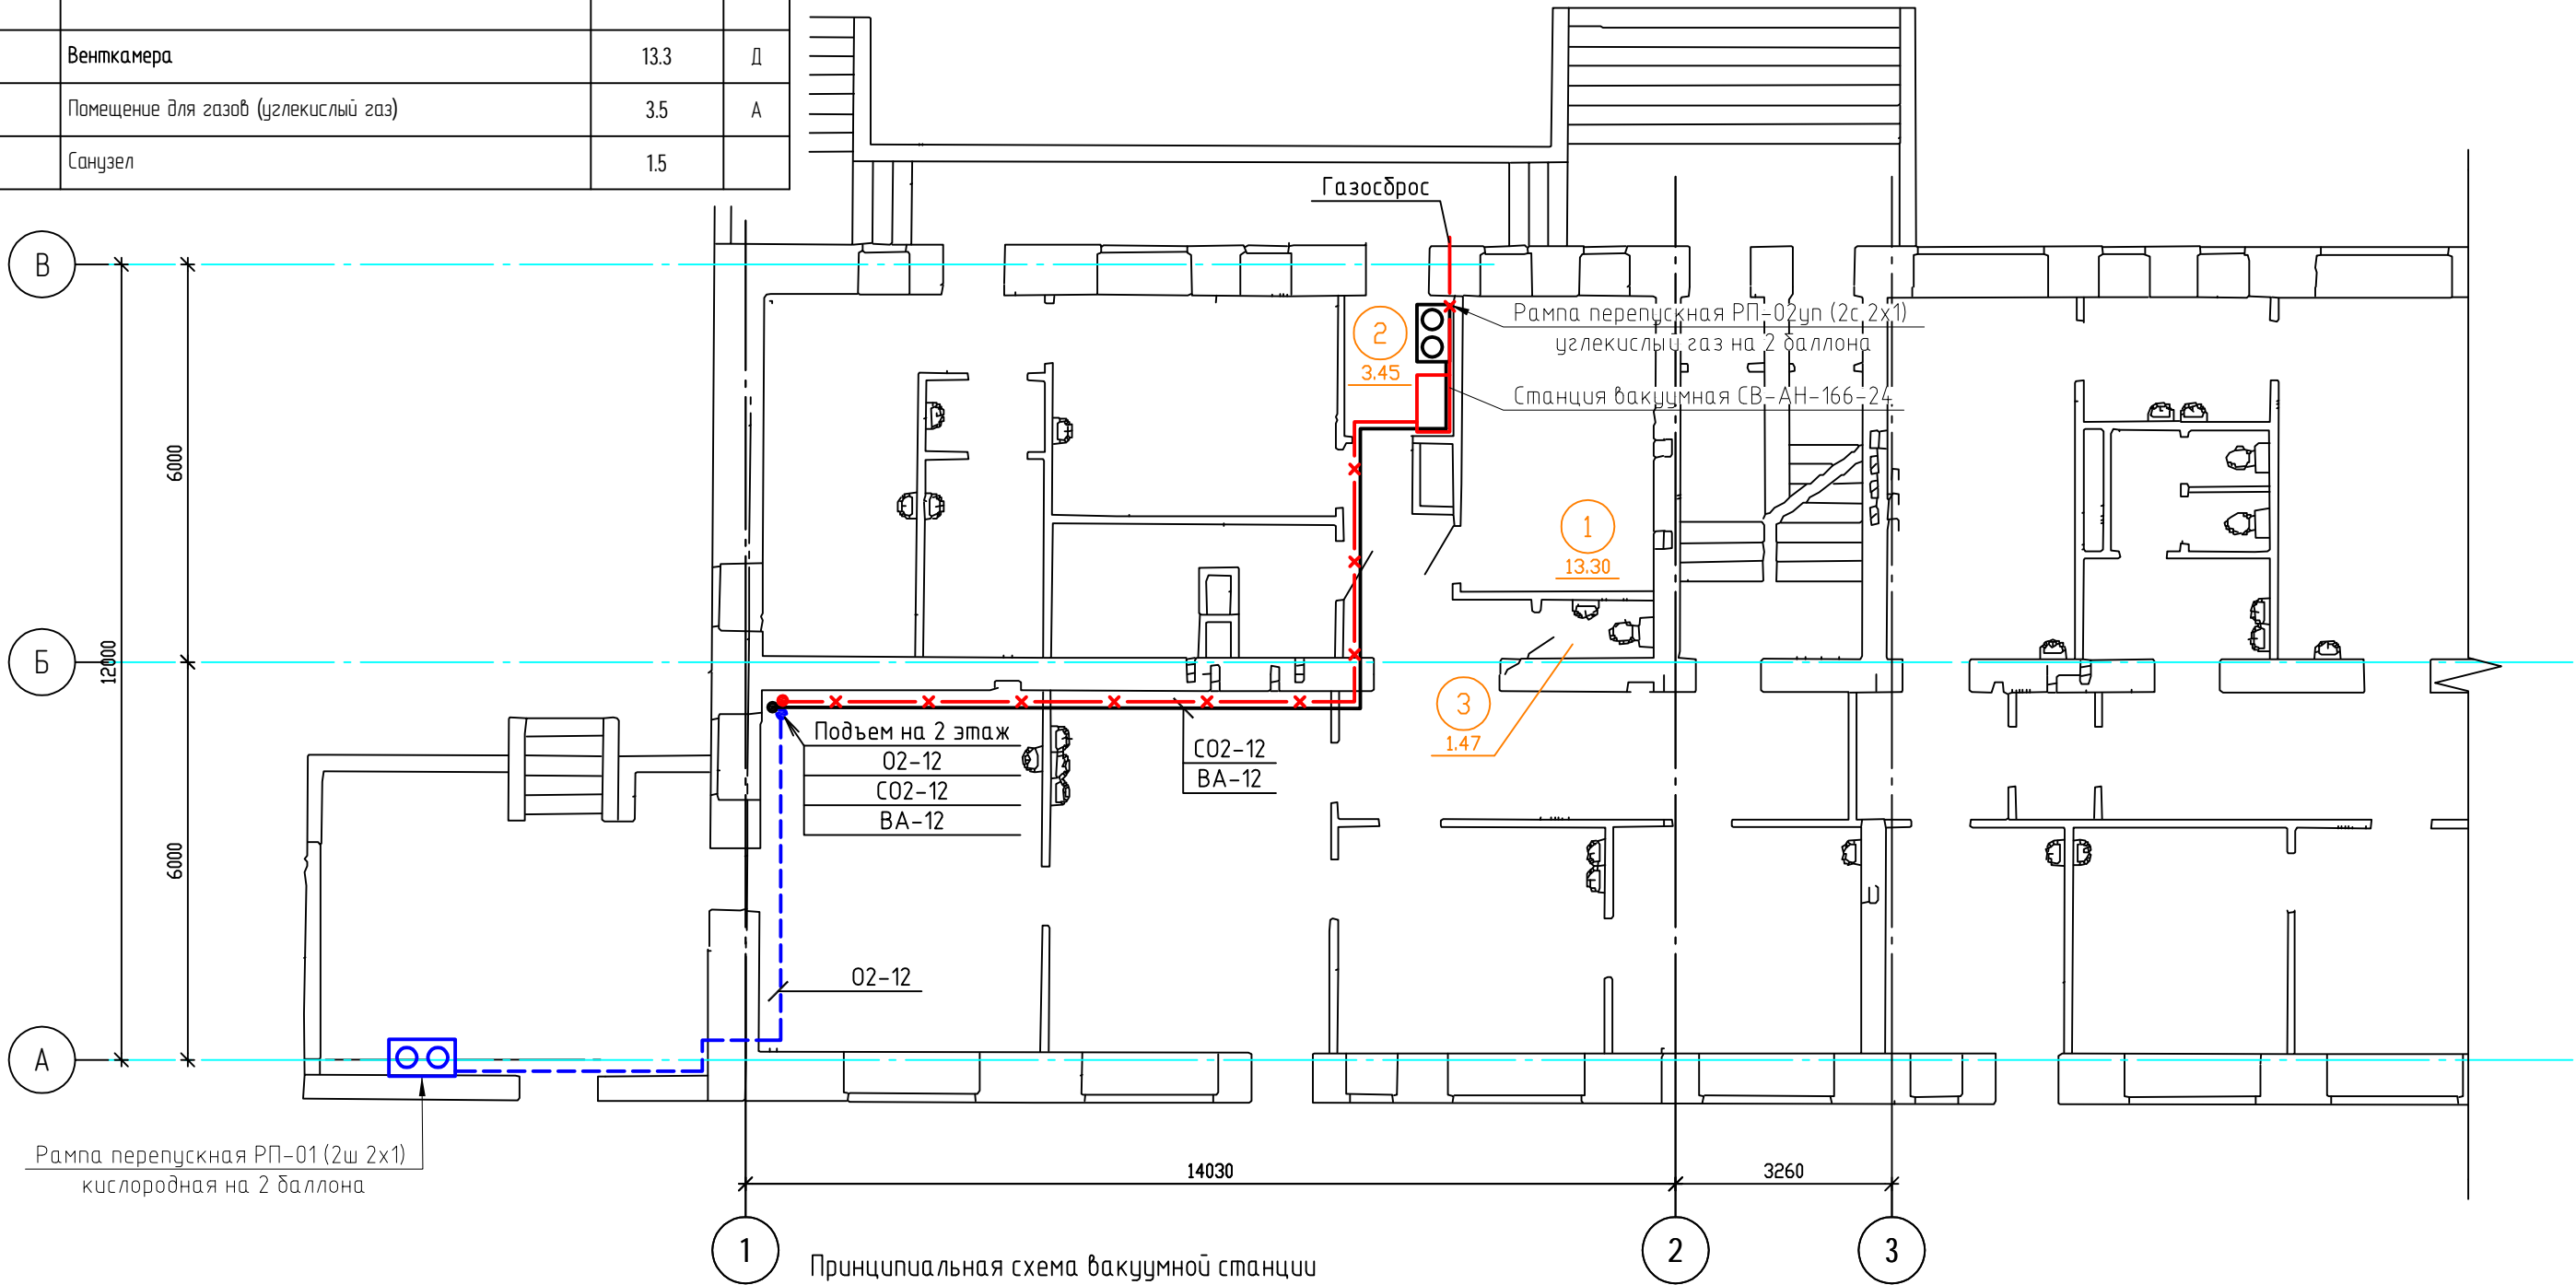 Венткамера 13.3 Д
Помещение для газов (углекислый газ) 3.5 А
Санузел 1.5
Газосброс
В
2
3.45
Рампа перепускная РП-02уп (2с 2х1)
углекислый газ на 2 баллона
Станция вакуумная СВ-АН-166-24
6000
1
13.30
Б
12000
3
1.47
Подъем на 2 этаж
О2-12
СО2-12
ВА-12
СО2-12
ВА-12
6000
О2-12
А
Рампа перепускная РП-01 (2ш 2х1)
кислородная на 2 баллона
14030
3260
1
2
3
Принципиальная схема вакуумной станции